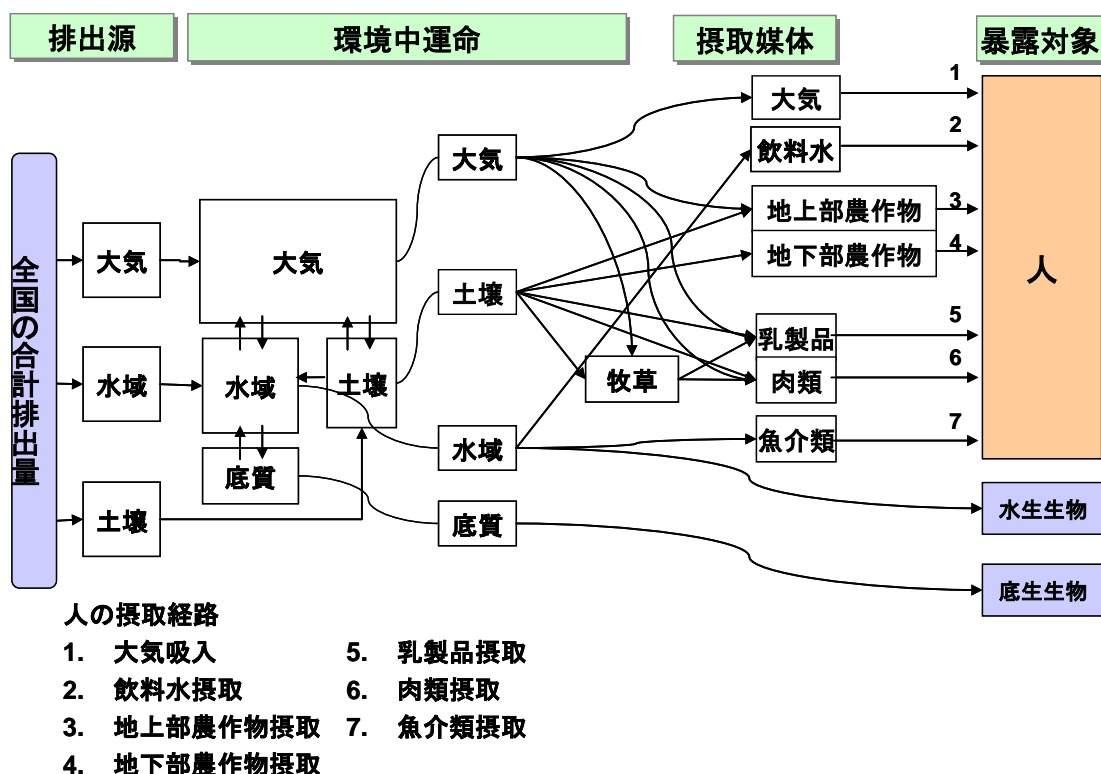 排出源
環境中運命
摂取媒体
暴露対象
全国の合計排出量
大気
水域
土壌
大気
水域
土壌
底質
大気
土壌
水域
底質
牧草
大気
飲料水
地上部農作物
地下部農作物
乳製品
肉類
魚介類
1
2
3
4
5
6
7
人
水生生物
底生生物
人の摂取経路
1. 大気吸入
2. 飲料水摂取
3. 地上部農作物摂取
4. 地下部農作物摂取
5. 乳製品摂取
6. 肉類摂取
7. 魚介類摂取